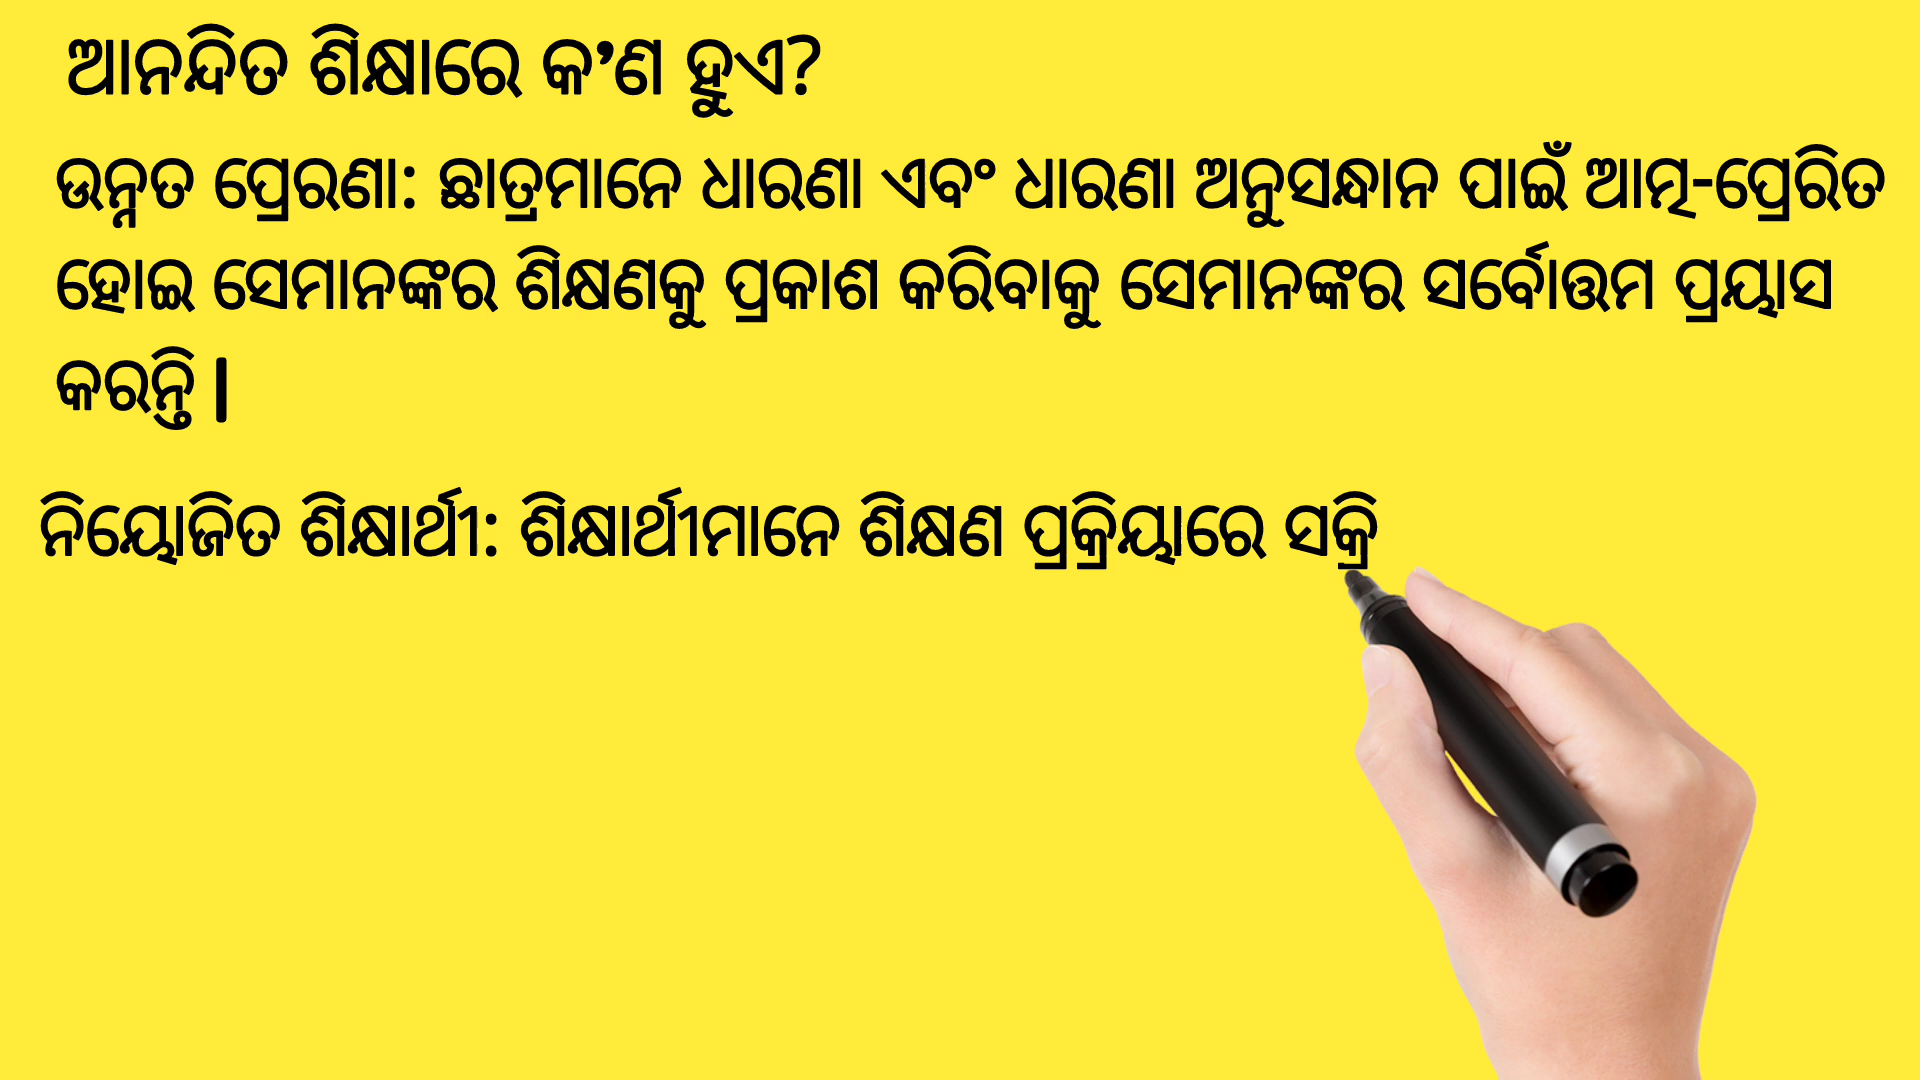 ଆନନ୍ଦିତ ଶିକ୍ଷାରେ କ’ଣ ହୁଏ?
ଉନ୍ନତ ପ୍ରେରଣା: ଛାତ୍ରମାନେ ଧାରଣା ଏବଂ ଧାରଣା ଅନୁସନ୍ଧାନ ପାଇଁ ଆତ୍ମ-ପ୍ରେରିତ
ହୋଇ ସେମାନଙ୍କର ଶିକ୍ଷଣକୁ ପ୍ରକାଶ କରିବାକୁ ସେମାନଙ୍କର ସର୍ବୋତ୍ତମ ପ୍ରୟାସ
କରନ୍ତି |
ନିୟୋଜିତ ଶିକ୍ଷାର୍ଥୀ: ଶିକ୍ଷାର୍ଥୀମାନେ ଶିକ୍ଷଣ ପ୍ରକ୍ରିୟାରେ ସକ୍ରି